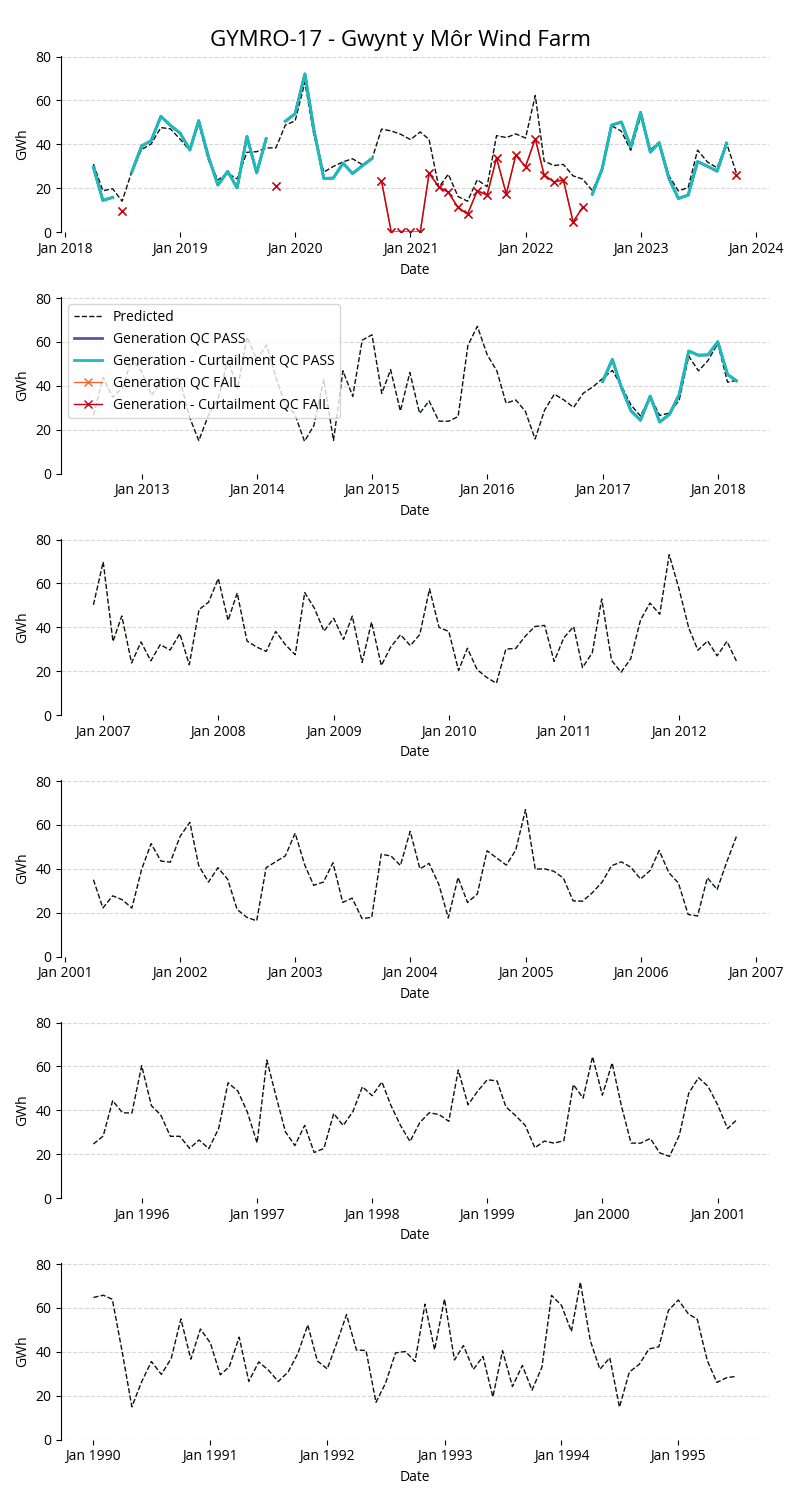 GYMRO-17 - Gwynt y Môr Wind Farm
80
60
40
20
0
GWh
Jan 2018 Jan 2019 Jan 2020 Jan 2021 Jan 2022 Jan 2023 Jan 2024
Date
80
60
40
20
0
GWh
Predicted
Generation QC PASS
Generation - Curtailment QC PASS
Generation QC FAIL
Generation - Curtailment QC FAIL
Jan 2013 Jan 2014 Jan 2015 Jan 2016 Jan 2017 Jan 2018
Date
80
60
40
20
0
GWh
Jan 2007 Jan 2008 Jan 2009 Jan 2010 Jan 2011 Jan 2012
Date
80
60
40
20
0
GWh
Jan 2001 Jan 2002 Jan 2003 Jan 2004 Jan 2005 Jan 2006 Jan 2007
Date
80
60
40
20
0
GWh
Jan 1996 Jan 1997 Jan 1998 Jan 1999 Jan 2000 Jan 2001
Date
80
60
40
20
0
GWh
Jan 1990 Jan 1991 Jan 1992 Jan 1993 Jan 1994 Jan 1995
Date